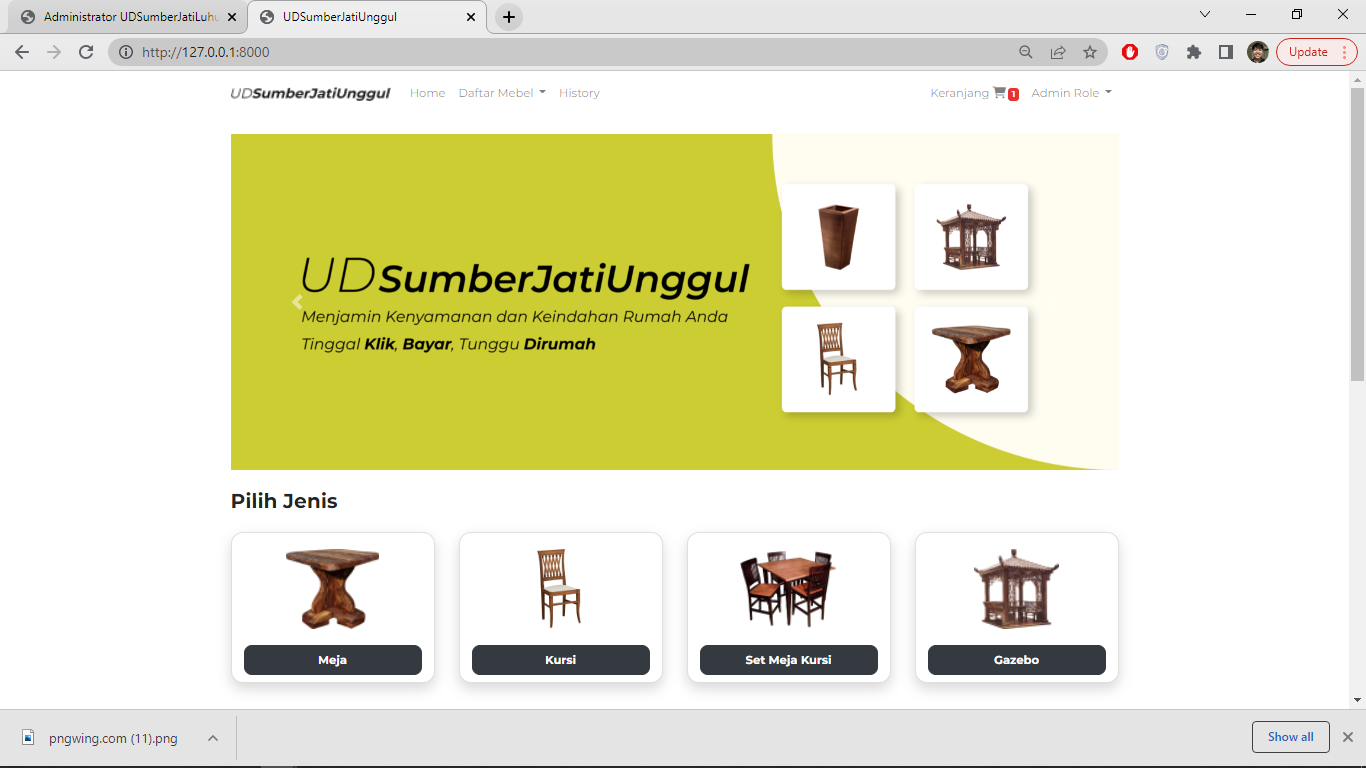 Administrator UDSumberJatiLuhu
UDSumberJatiUnggul
http://127.0.0.1:8000
Update
UDSumberJatiUnggul
Home
Daftar Mebel
History
Keranjang 1
Admin Role
UDSumberJatiUnggul
Menjamin Kenyamanan dan Keindahan Rumah Anda
Tinggal Klik, Bayar, Tunggu Dirumah
Pilih Jenis
Meja
Kursi
Set Meja Kursi
Gazebo
pngwing.com (11).png
Show all